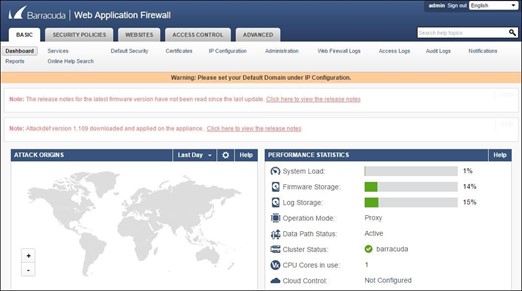 admin Sign out English
Barracuda | Web Application Firewall
BASIC SECURITY POLICIES WEBSITES ACCESS CONTROL ADVANCED
Search help topics
Dashboard Services Default Security Certificates IP Configuration Administration Web Firewall Logs Access Logs Audit Logs Notifications
Reports Online Help Search
Warning: Please set your Default Domain under IP Configuration.
Note: The release notes for the latest firmware version have not been read since the last update. Click here to view the release notes
Note: Attackdef version 1.109 downloaded and applied on the appliance . Click here to view the release notes
ATTACK ORIGINS Last Day Help
PERFORMANCE STATISTICS Help
System Load: 1%
Firmware Storage: 14%
Log Storage: 15%
Operation Mode: Proxy
Data Path Status: Active
Cluster Status: barracuda
CPU Cores in use: 1
Cloud Control: Not Configured
+
-